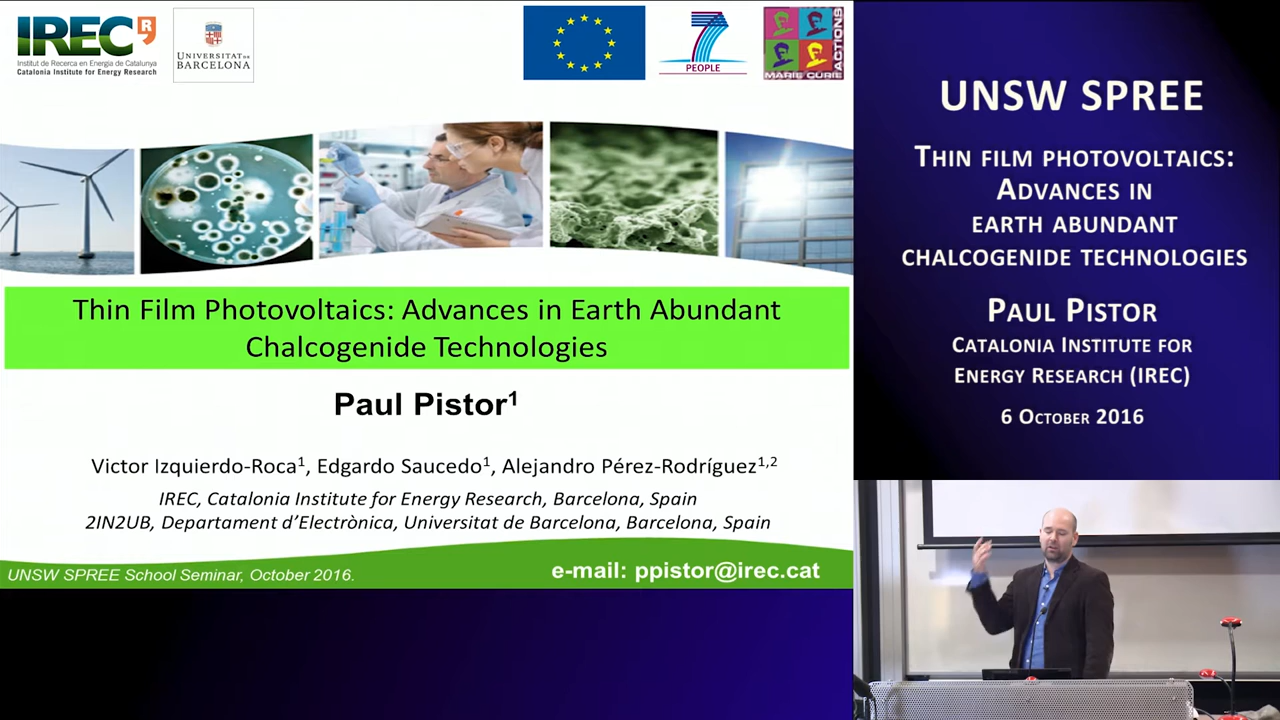 IREC R
Institut de Recerca en Energia de Catalunya
Catalonia Institute for Energy Research
UNIVERSITAT DE
BARCELONA
7
PEOPLE
MARIE CURIE
ACTIONS
Thin Film Photovoltaics: Advances in Earth Abundant
Chalcogenide Technologies
Paul Pistor¹
Victor Izquierdo-Roca¹, Edgardo Saucedo¹, Alejandro Pérez-Rodríguez¹,²
IREC, Catalonia Institute for Energy Research, Barcelona, Spain
2IN2UB, Departament d’Electrònica, Universitat de Barcelona, Barcelona, Spain
UNSW SPREE School Seminar, October 2016.
e-mail: ppistor@irec.cat
UNSW SPREE
THIN FILM PHOTOVOLTAICS:
ADVANCES IN
EARTH ABUNDANT
CHALCOGENIDE TECHNOLOGIES
PAUL PISTOR
CATALONIA INSTITUTE FOR
ENERGY RESEARCH (IREC)
6 OCTOBER 2016